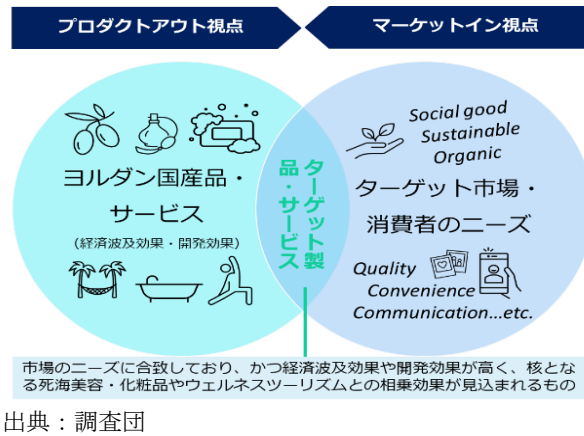 プロダクトアウト視点
マーケットイン視点
Social good
Sustainable
Organic
ヨルダン国産品・
サービス
(経済波及効果・開発効果)
ターゲット製
品・サービス
ターゲット市場・
消費者のニーズ
Quality
Convenience
Communication...etc.
市場のニーズに合致しており、かつ経済波及効果や開発効果が高く、核とな
る死海美容・化粧品やウェルネスツーリズムとの相乗効果が見込まれるもの
出典：調査団